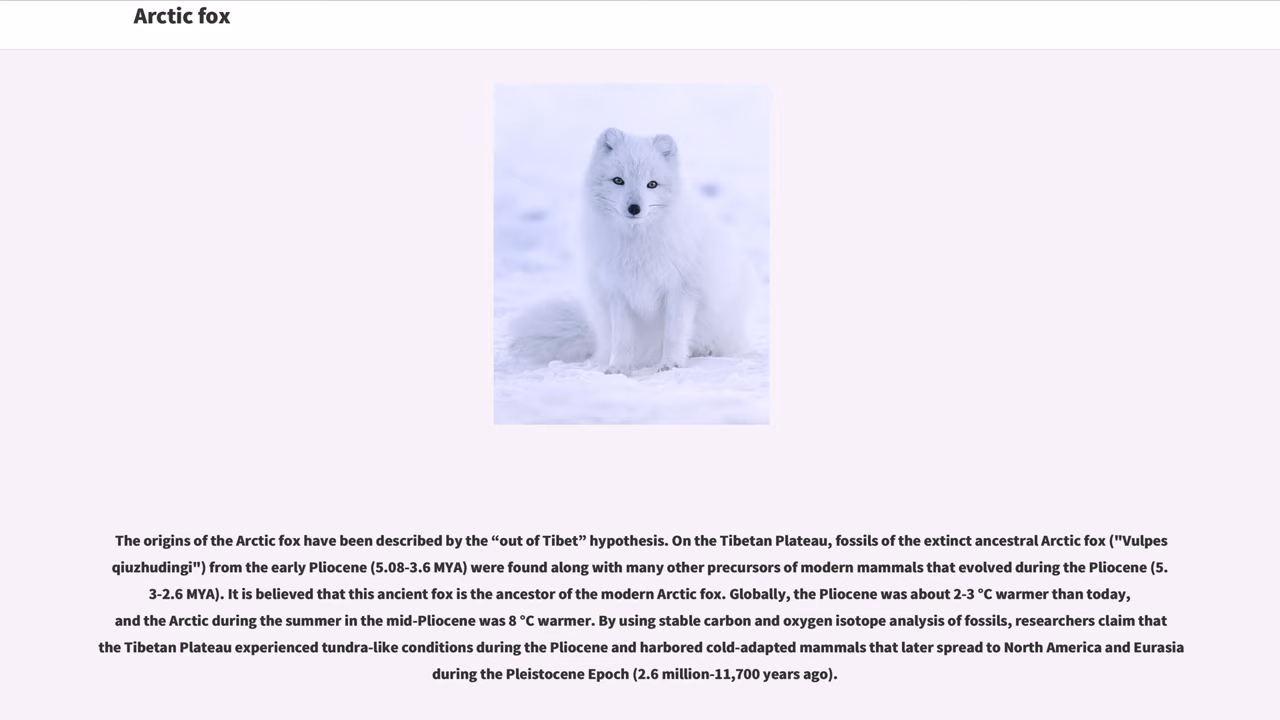 Arctic fox
The origins of the Arctic fox have been described by the “out of Tibet” hypothesis. On the Tibetan Plateau, fossils of the extinct ancestral Arctic fox ("Vulpes
qiuzhudingi") from the early Pliocene (5.08-3.6 MYA) were found along with many other precursors of modern mammals that evolved during the Pliocene (5.
3-2.6 MYA). It is believed that this ancient fox is the ancestor of the modern Arctic fox. Globally, the Pliocene was about 2-3 °C warmer than today,
and the Arctic during the summer in the mid-Pliocene was 8 °C warmer. By using stable carbon and oxygen isotope analysis of fossils, researchers claim that
the Tibetan Plateau experienced tundra-like conditions during the Pliocene and harbored cold-adapted mammals that later spread to North America and Eurasia
during the Pleistocene Epoch (2.6 million-11,700 years ago).